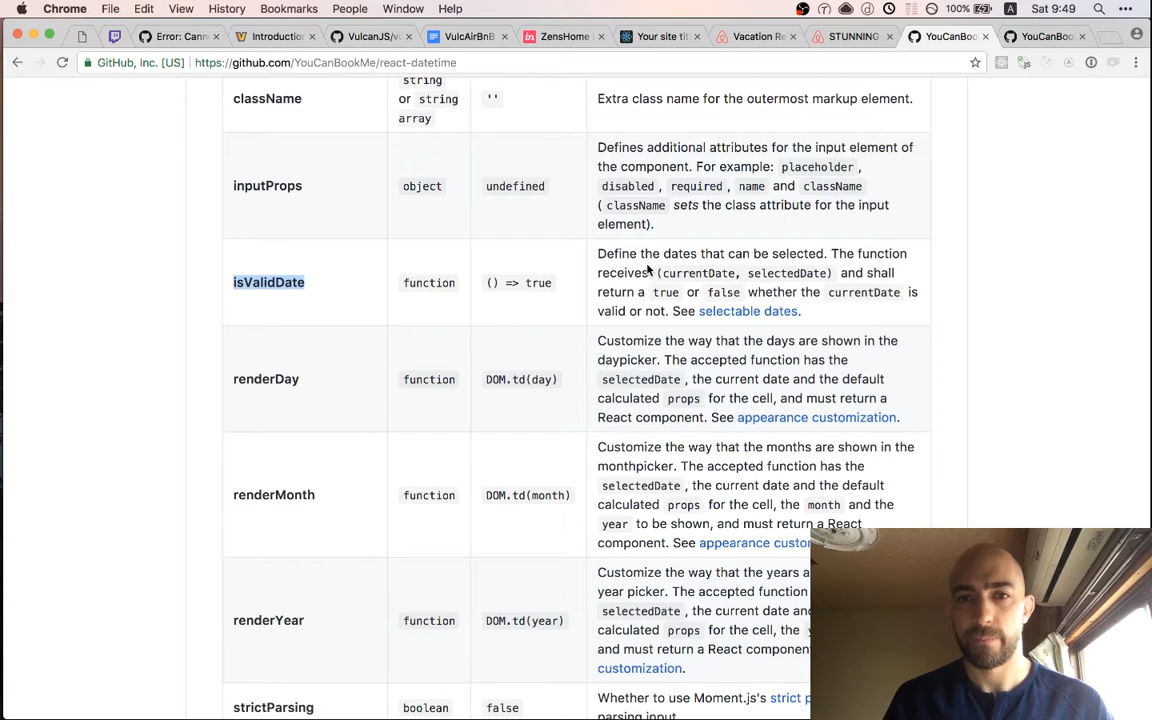 Chrome File Edit View History Bookmarks People Window Help 100% A Sat 9:49
Error: Cann Introduction VulcanJS/vu VulcAirBnB ZensHome Your site tit Vacation Re STUNNING YouCanBook YouCanBook
GitHub, Inc. [US] https://github.com/YouCanBookMe/react-datetime
className
string
or string
array
''
Extra class name for the outermost markup element.
inputProps
object
undefined
Defines additional attributes for the input element of
the component. For example: placeholder,
disabled, required, name and className
(className sets the class attribute for the input
element).
isValidDate
function
() => true
Define the dates that can be selected. The function
receives (currentDate, selectedDate) and shall
return a true or false whether the currentDate is
valid or not. See selectable dates.
renderDay
function
DOM.td(day)
Customize the way that the days are shown in the
daypicker. The accepted function has the
selectedDate, the current date and the default
calculated props for the cell, and must return a
React component. See appearance customization.
renderMonth
function
DOM.td(month)
Customize the way that the months are shown in the
monthpicker. The accepted function has the
selectedDate, the current date and the default
calculated props for the cell, the month and the
year to be shown, and must return a React
component. See appearance custo
renderYear
function
DOM.td(year)
Customize the way that the years a
year picker. The accepted function
selectedDate, the current date and
calculated props for the cell, the
and must return a React component
customization.
strictParsing
boolean
false
Whether to use Moment.js's strict p
parsing input